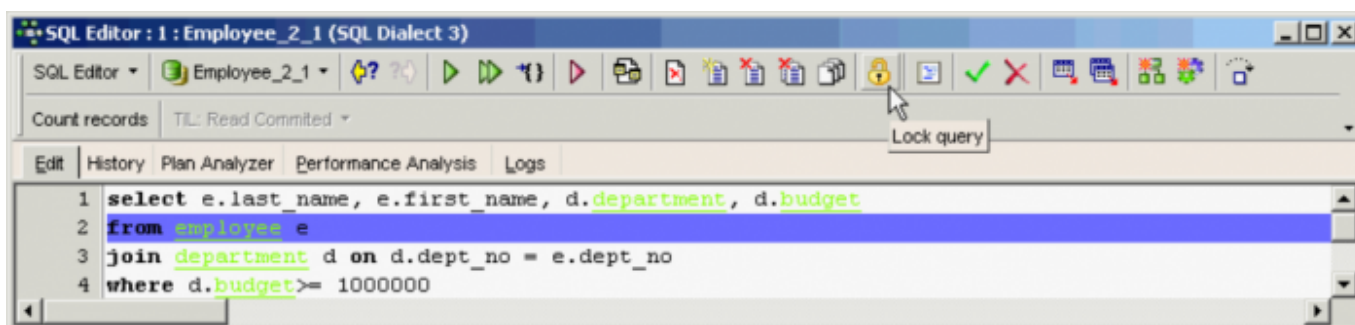 SQL Editor : 1 : Employee_2_1 (SQL Dialect 3)
SQL Editor Employee_2_1
Count records TIL: Read Commited
Lock query
Edit History Plan Analyzer Performance Analysis Logs
1 select e.last_name, e.first_name, d.department, d.budget
2 from employee e
3 join department d on d.dept_no = e.dept_no
4 where d.budget>= 1000000